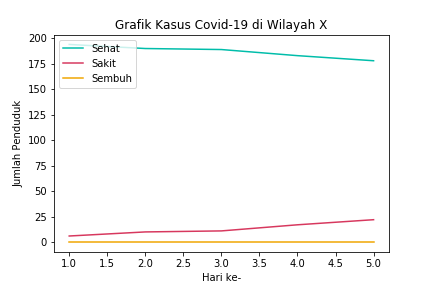 Grafik Kasus Covid-19 di Wilayah X
200
175
150
125
100
75
50
25
0
Jumlah Penduduk
Sehat
Sakit
Sembuh
1.0 1.5 2.0 2.5 3.0 3.5 4.0 4.5 5.0
Hari ke-